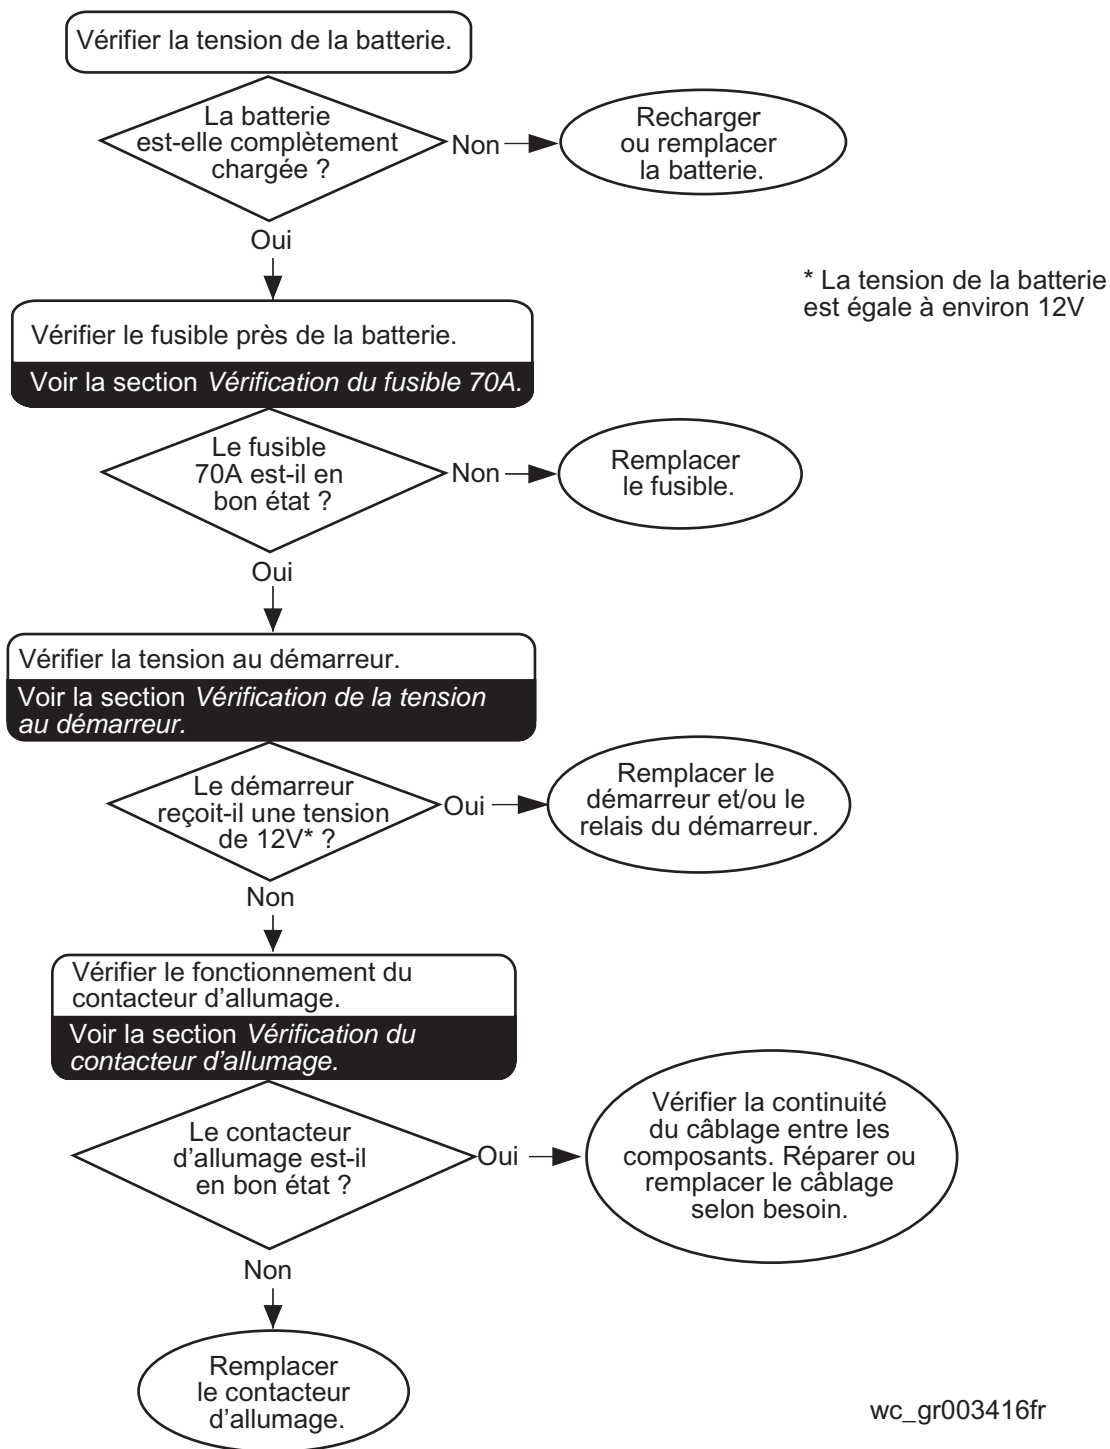 Vérifier la tension de la batterie.
La batterie
est-elle complètement
chargée ?
Non
Recharger
ou remplacer
la batterie.
Oui
* La tension de la batterie
est égale à environ 12V
Vérifier le fusible près de la batterie.
Voir la section Vérification du fusible 70A.
Le fusible
70A est-il en
bon état ?
Non
Remplacer
le fusible.
Oui
Vérifier la tension au démarreur.
Voir la section Vérification de la tension
au démarreur.
Le démarreur
reçoit-il une tension
de 12V* ?
Oui
Remplacer le
démarreur et/ou le
relais du démarreur.
Non
Vérifier le fonctionnement du
contacteur d’allumage.
Voir la section Vérification du
contacteur d’allumage.
Le contacteur
d’allumage est-il
en bon état ?
Oui
Vérifier la continuité
du câblage entre les
composants. Réparer ou
remplacer le câblage
selon besoin.
Non
Remplacer
le contacteur
d’allumage.
wc_gr003416fr